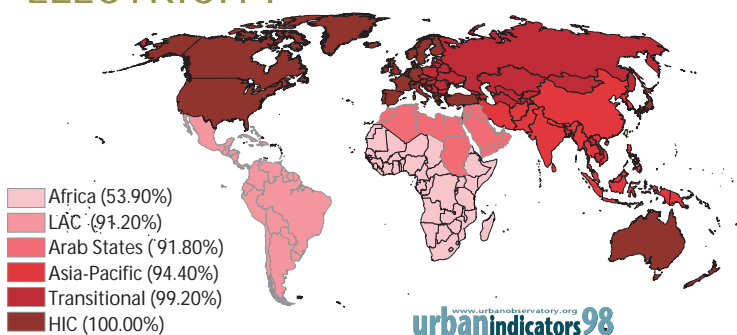 ELECTRICITY
Africa (53.90%)
LAC (91.20%)
Arab States (91.80%)
Asia-Pacific (94.40%)
Transitional (99.20%)
HIC (100.00%)
www.urbanobservatory.org
urbanindicators98